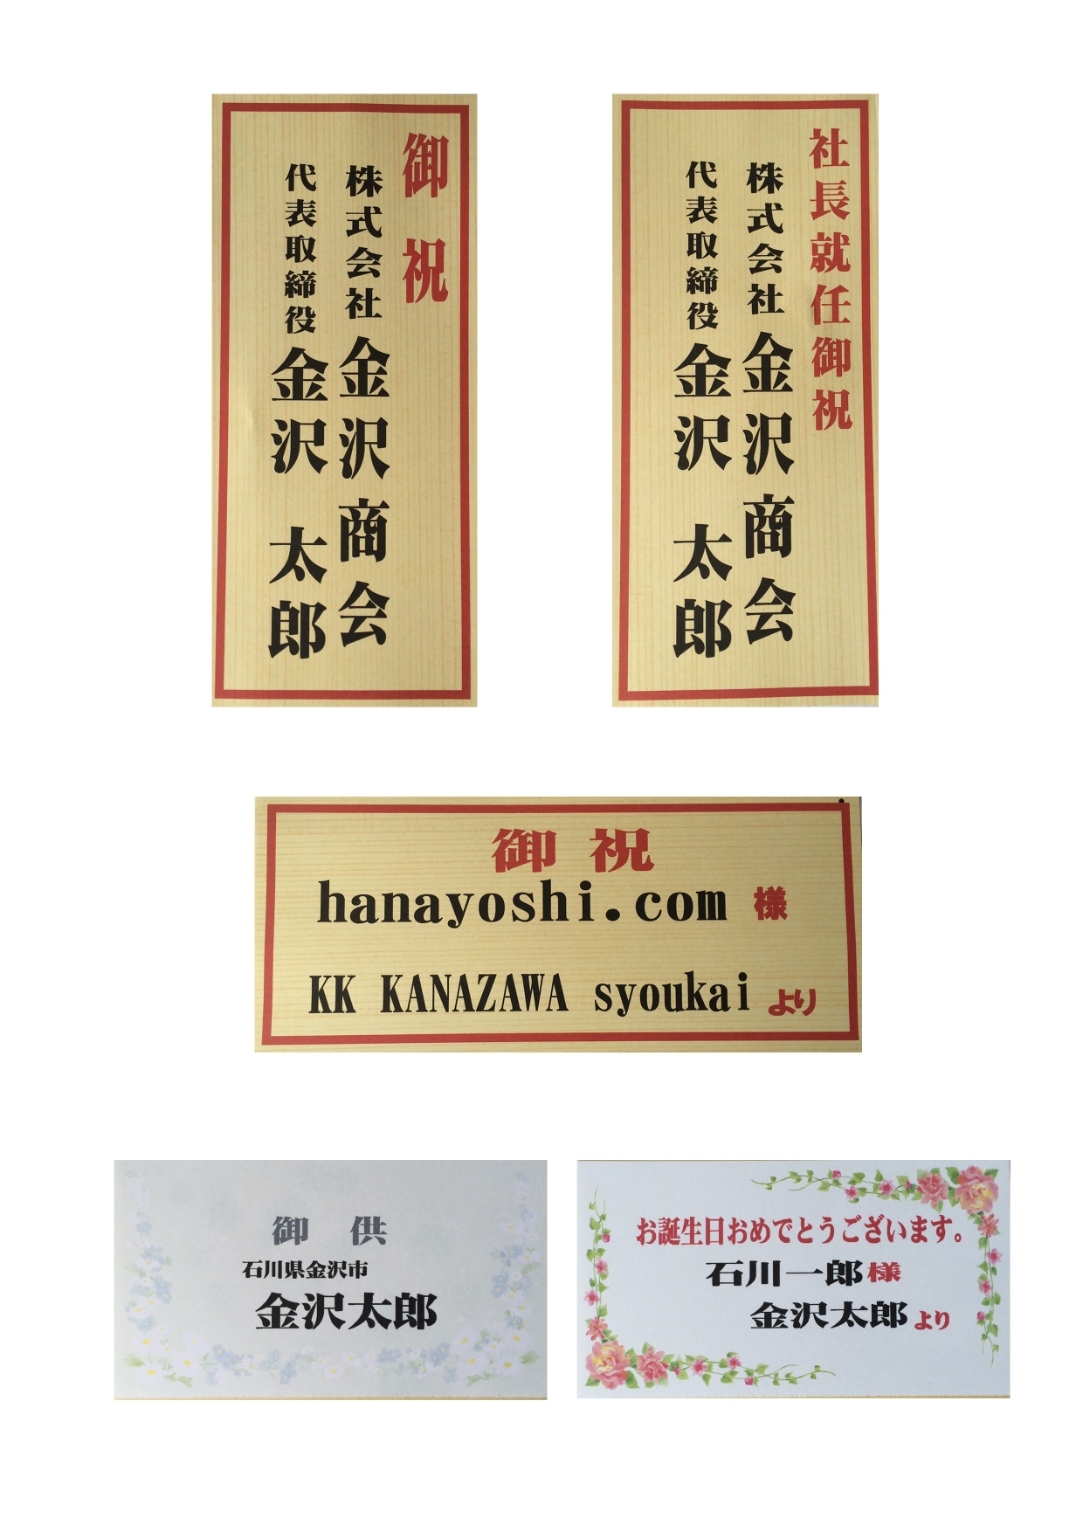 御祝
株式会社 金沢商会
代表取締役 金沢 太郎
社長就任御祝
株式会社 金沢商会
代表取締役 金沢 太郎
御祝
hanayoshi.com 様
KK KANAZAWA syoukai より
御 供
石川県金沢市
金沢太郎
お誕生日おめでとうございます。
石川一郎様
金沢太郎より